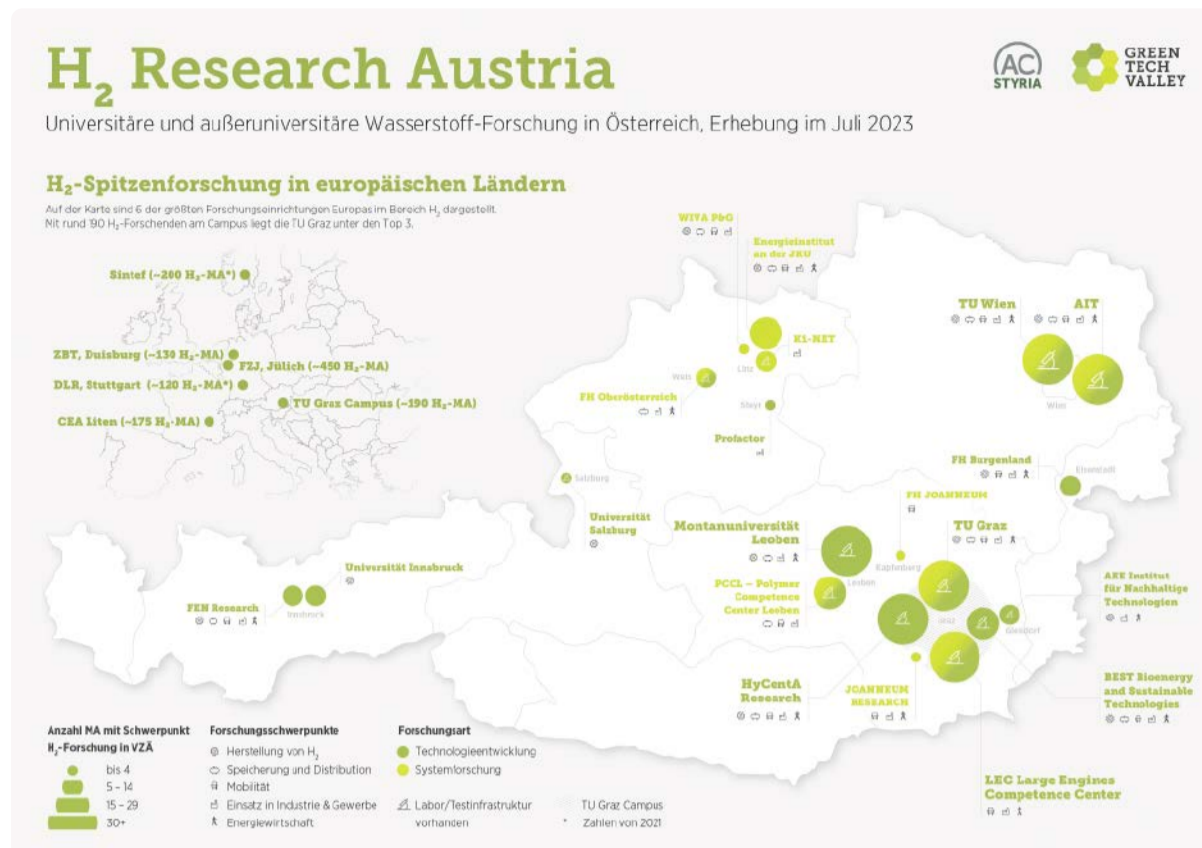 H₂ Research Austria
AC
STYRIA
GREEN
TECH
VALLEY
Universitäre und außeruniversitäre Wasserstoff-Forschung in Österreich, Erhebung im Juli 2023
H₂-Spitzenforschung in europäischen Ländern
Auf der Karte sind 6 der größten Forschungseinrichtungen Europas im Bereich H₂ dargestellt.
Mit rund 190 H₂-Forschenden am Campus liegt die TU Graz unter den Top 3.
Sintef (~200 H₂-MA*)
ZBT, Duisburg (~130 H₂-MA)
FZJ, Jülich (~450 H₂-MA)
DLR, Stuttgart (~120 H₂-MA*)
TU Graz Campus (~190 H₂-MA)
CEA Liten (~175 H₂-MA)
WIVA P&G
Energieinstitut
an der JKU
TU Wien
AIT
K1-MET
Linz
Wels
FH Oberösterreich
Steyr
Wien
Profactor
FH Burgenland
Eisenstadt
Salzburg
Universität
Salzburg
FH JOANNEUM
Montanuniversität
Leoben
TU Graz
Kapfenberg
Leoben
Universität Innsbruck
PCCL – Polymer
Competence
Center Leoben
AEE Institut
für Nachhaltige
Technologien
FEN Research
Innsbruck
GRAZ
Gleisdorf
HyCentA
Research
JOANNEUM
RESEARCH
BEST Bioenergy
and Sustainable
Technologies
LEC Large Engines
Competence Center
Anzahl MA mit Schwerpunkt
H₂-Forschung in VZÄ
bis 4
5 – 14
15 – 29
30+
Forschungsschwerpunkte
Herstellung von H₂
Speicherung und Distribution
Mobilität
Einsatz in Industrie & Gewerbe
Energiewirtschaft
Forschungsart
Technologieentwicklung
Systemforschung
Labor/Testinfrastruktur
vorhanden
TU Graz Campus
* Zahlen von 2021